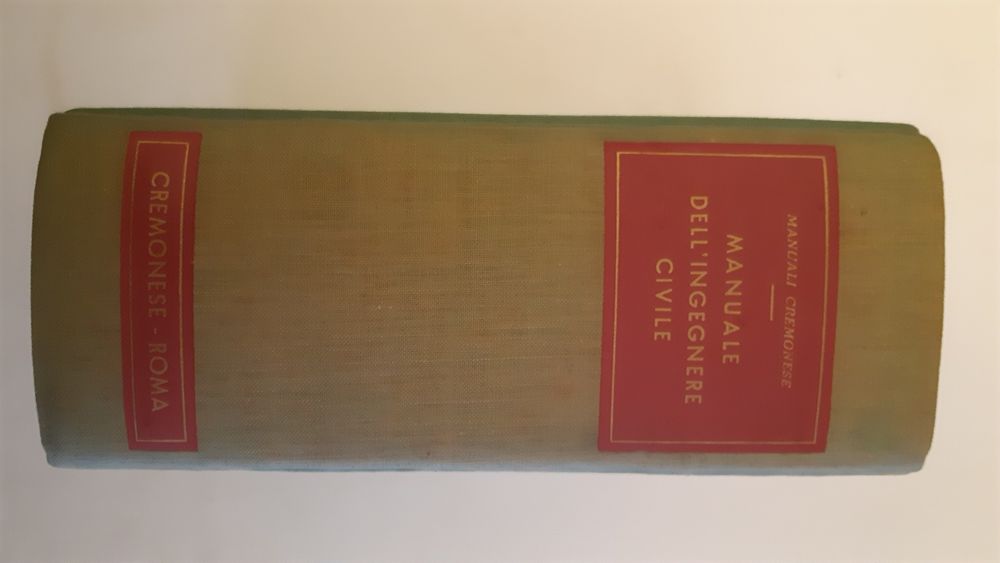 MANUALI CREMONESE
MANUALE
DELL'INGEGNERE
CIVILE
CREMONESE - ROMA